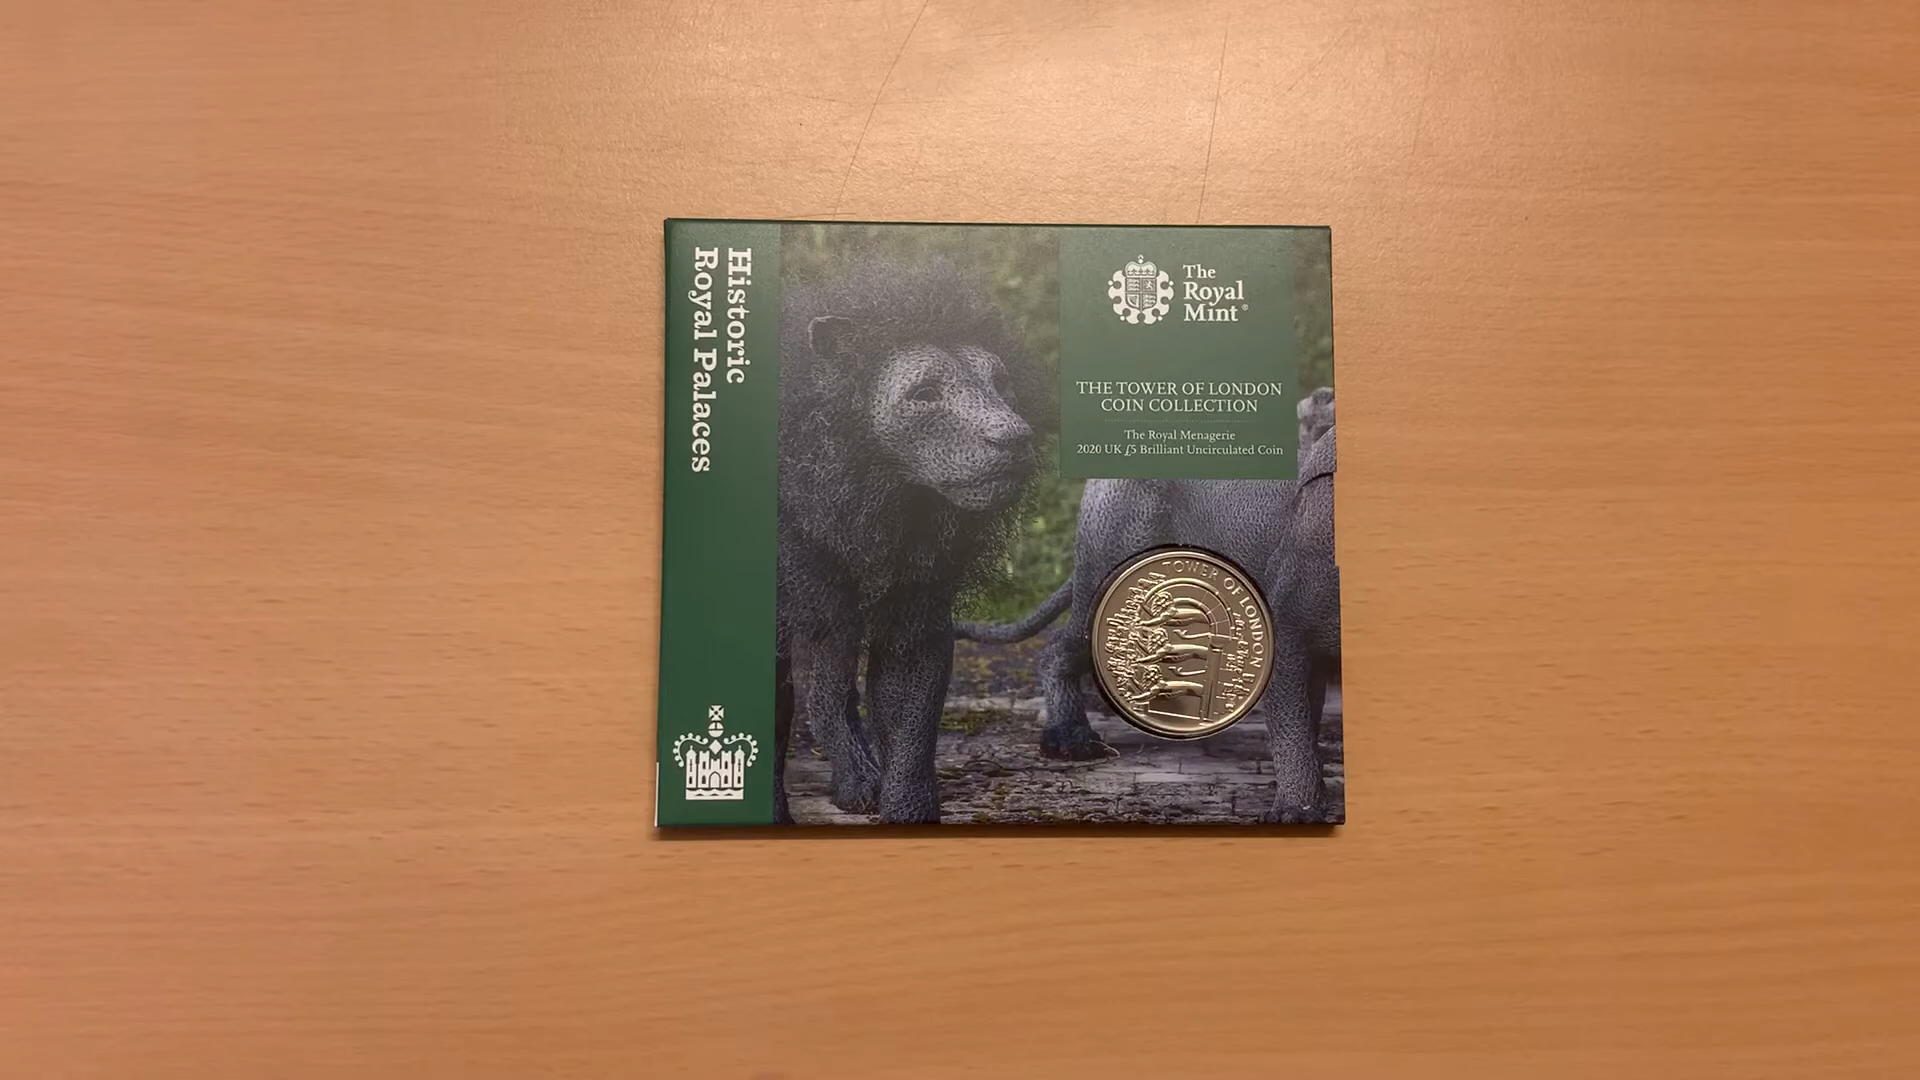 Historic
Royal Palaces
The
Royal
Mint®
THE TOWER OF LONDON
COIN COLLECTION
The Royal Menagerie
2020 UK £5 Brilliant Uncirculated Coin
TOWER OF LONDON